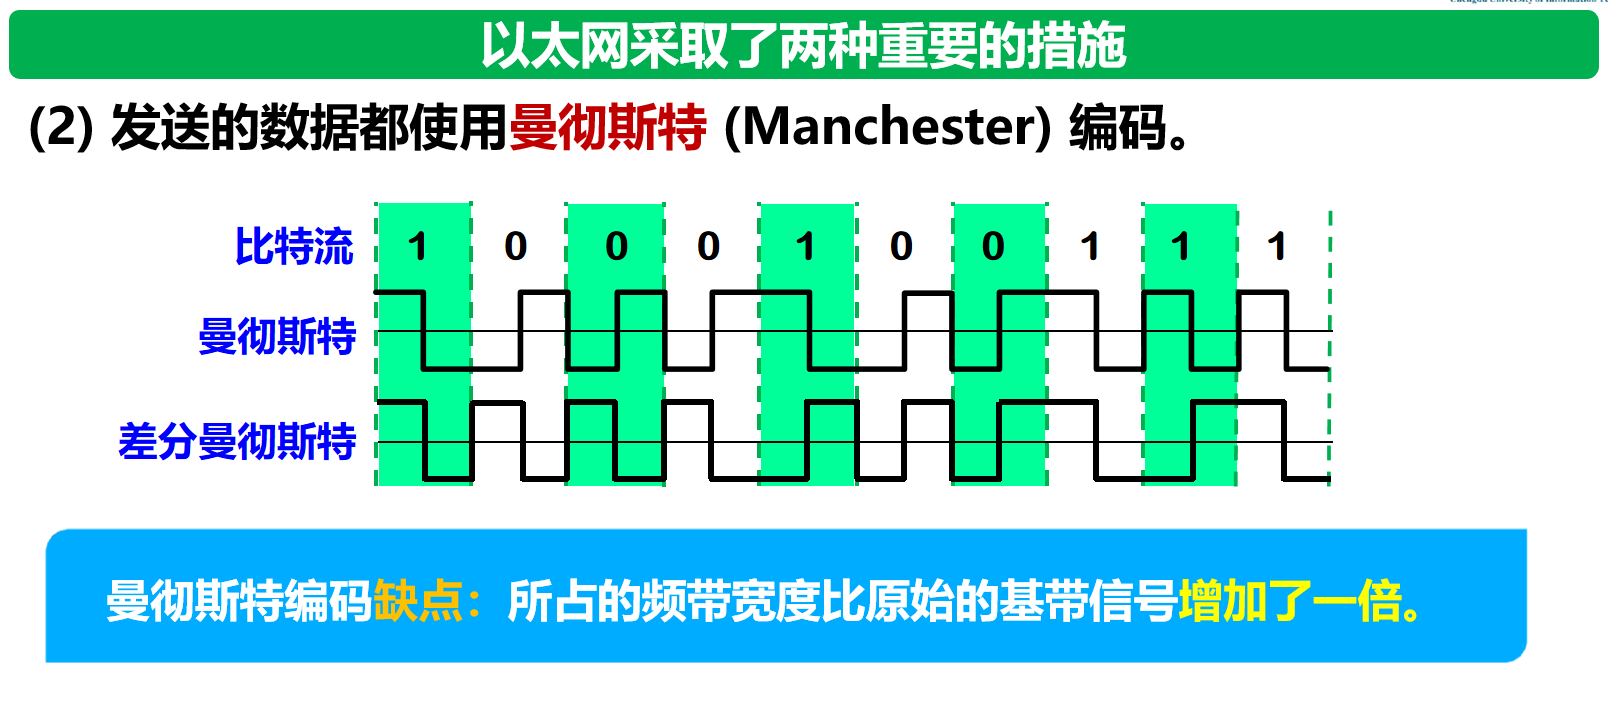 以太网采取了两种重要的措施
(2) 发送的数据都使用曼彻斯特 (Manchester) 编码。
比特流 1 0 0 0 1 0 0 1 1 1
曼彻斯特
差分曼彻斯特
曼彻斯特编码缺点：所占的频带宽度比原始的基带信号增加了一倍。